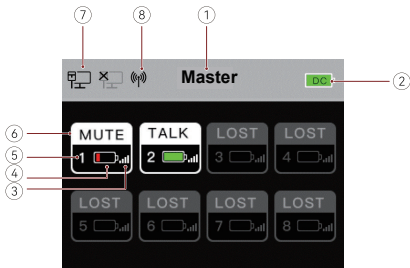 ⑦ ⑧ ①
Master
DC
②
⑥ MUTE TALK LOST LOST
⑤ 1 2 3 4
④
③
LOST LOST LOST LOST
5 6 7 8